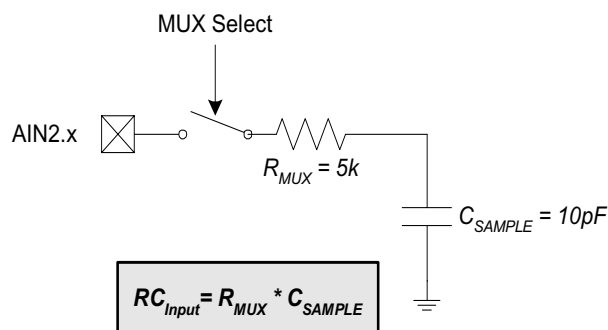 MUX Select
AIN2.x
R_MUX = 5k
C_SAMPLE = 10pF
RC_Input = R_MUX * C_SAMPLE